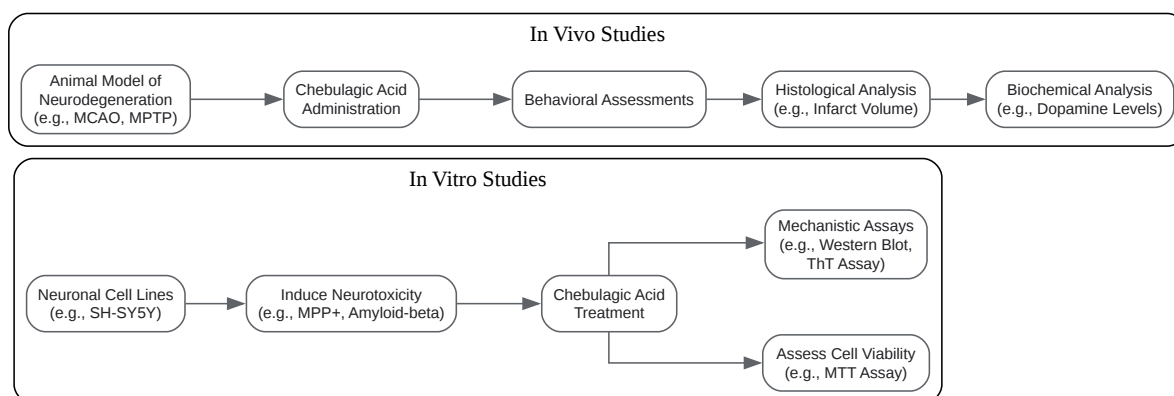 In Vivo Studies
Animal Model of
Neurodegeneration
(e.g., MCAO, MPTP)
Chebulagic Acid
Administration
Behavioral Assessments
Histological Analysis
(e.g., Infarct Volume)
Biochemical Analysis
(e.g., Dopamine Levels)
In Vitro Studies
Neuronal Cell Lines
(e.g., SH-SY5Y)
Induce Neurotoxicity
(e.g., MPP+, Amyloid-beta)
Chebulagic Acid
Treatment
Mechanistic Assays
(e.g., Western Blot,
ThT Assay)
Assess Cell Viability
(e.g., MTT Assay)